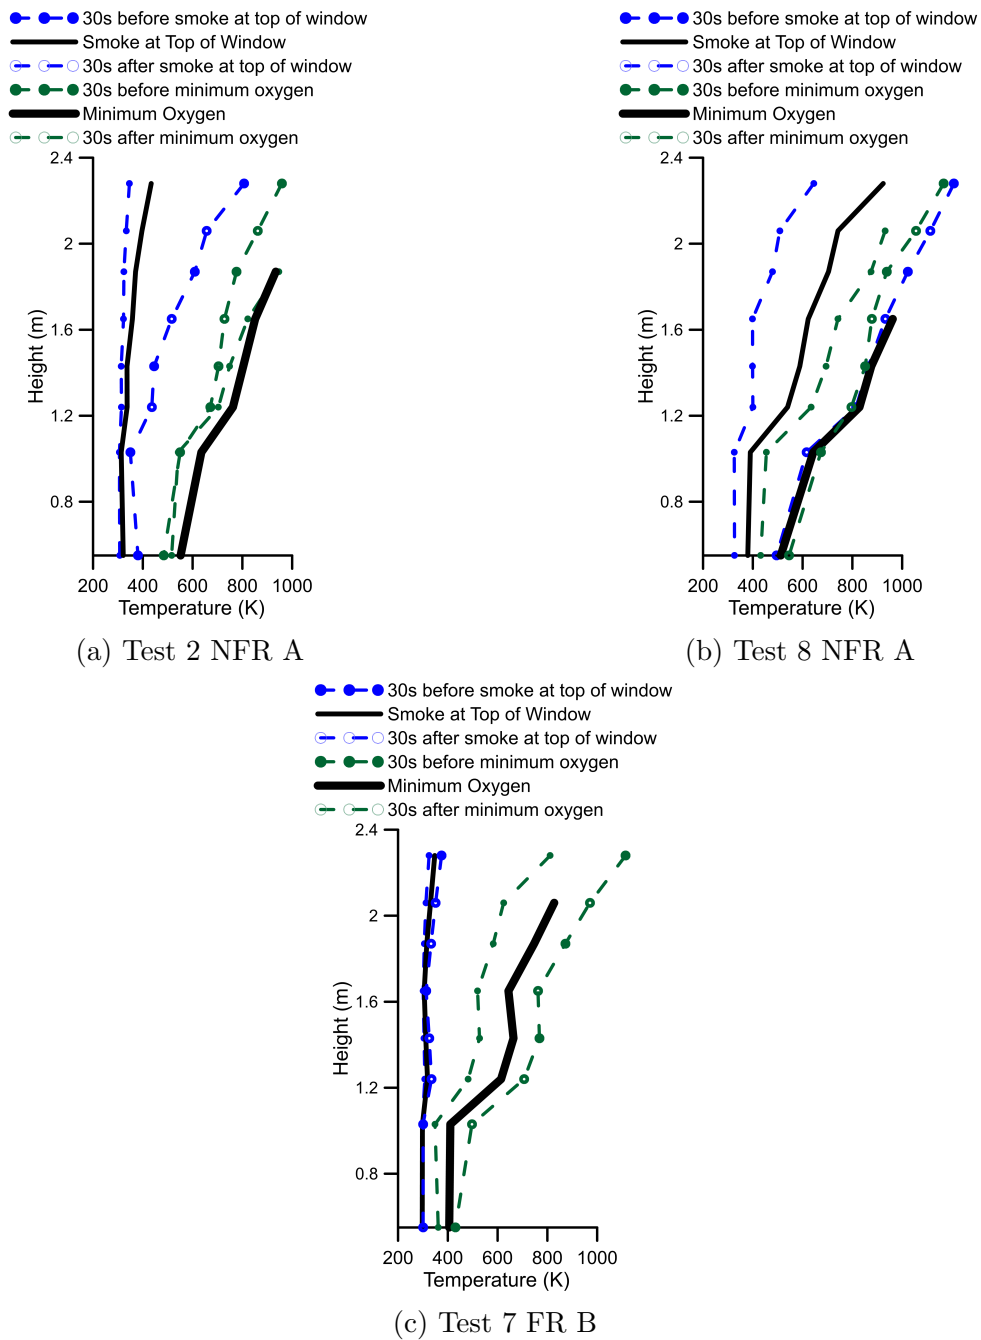 30s before smoke at top of window
Smoke at Top of Window
30s after smoke at top of window
30s before minimum oxygen
Minimum Oxygen
30s after minimum oxygen
2.4
2
1.6
1.2
0.8
Height (m)
200 400 600 800 1000
Temperature (K)
(a) Test 2 NFR A
30s before smoke at top of window
Smoke at Top of Window
30s after smoke at top of window
30s before minimum oxygen
Minimum Oxygen
30s after minimum oxygen
2.4
2
1.6
1.2
0.8
Height (m)
200 400 600 800 1000
Temperature (K)
(b) Test 8 NFR A
30s before smoke at top of window
Smoke at Top of Window
30s after smoke at top of window
30s before minimum oxygen
Minimum Oxygen
30s after minimum oxygen
2.4
2
1.6
1.2
0.8
Height (m)
200 400 600 800 1000
Temperature (K)
(c) Test 7 FR B